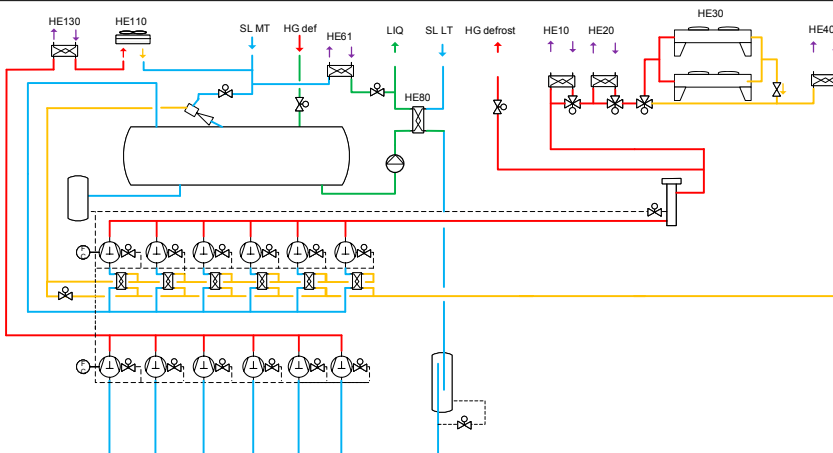 HE130
HE110
SL MT
HG def
HE61
LIQ
SL LT
HG defrost
HE10
HE20
HE30
HE40
HE80
F
C
F
C